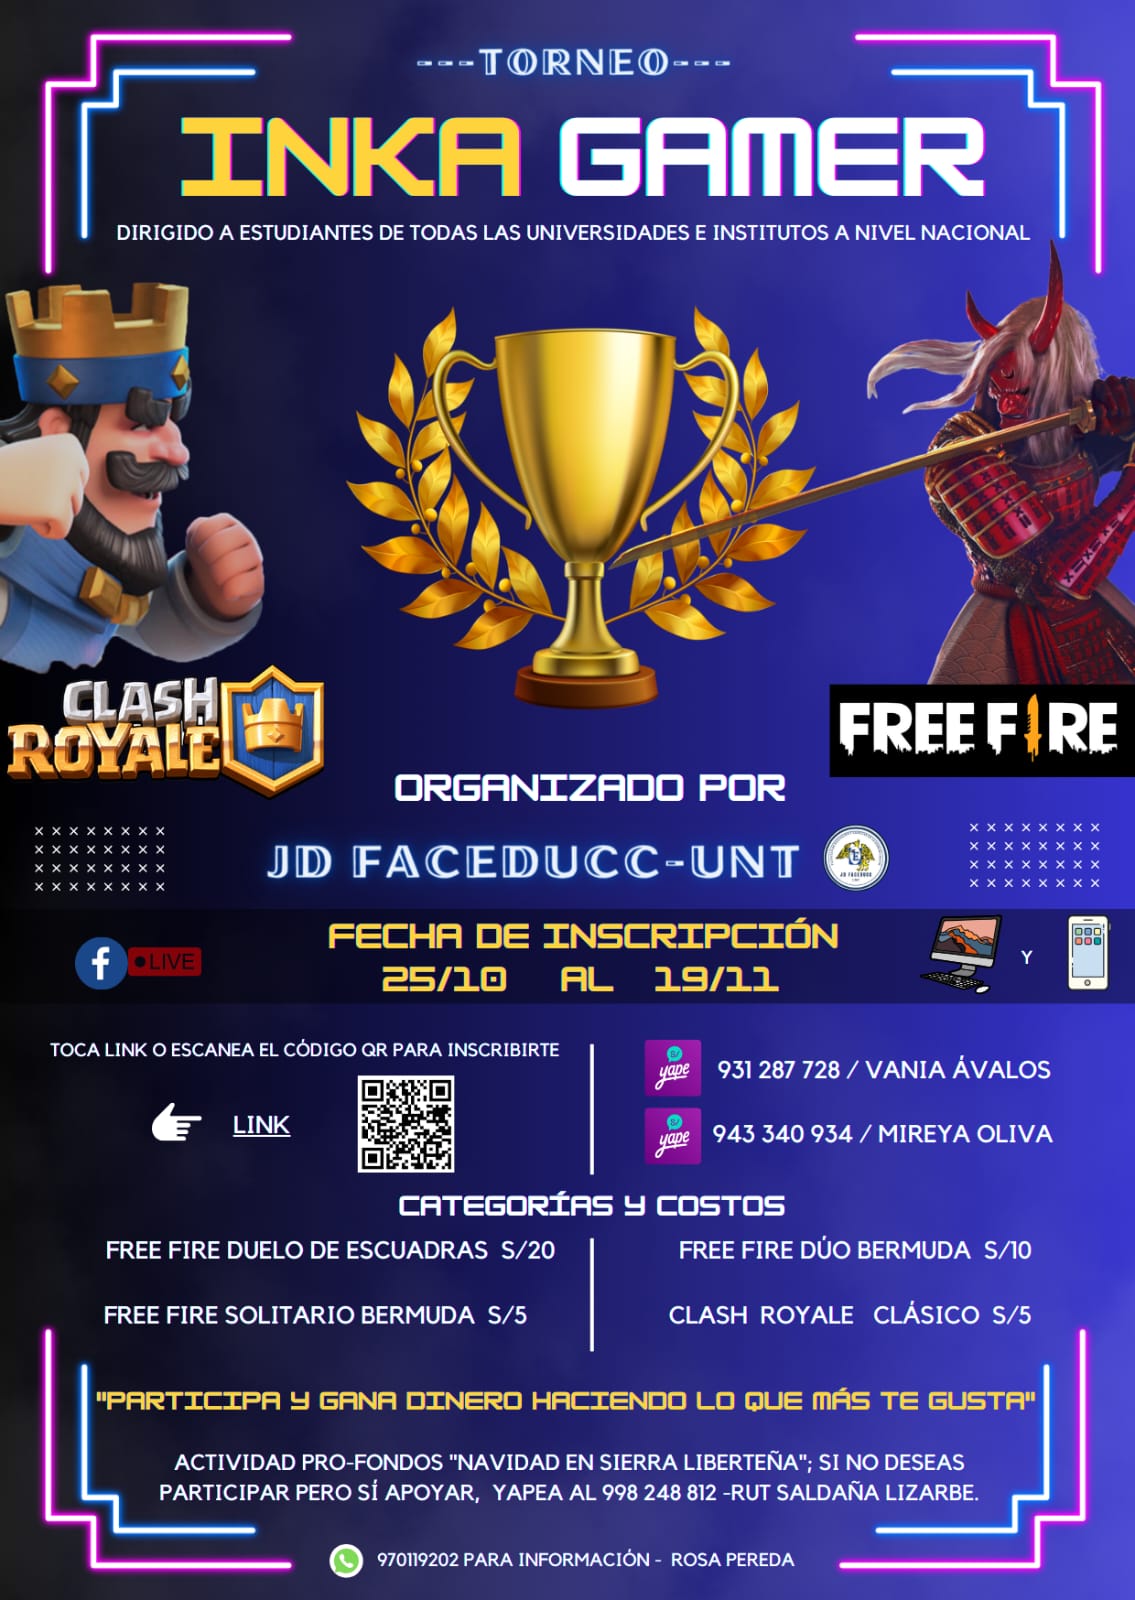 ---TORNEO---
INKA GAMER
DIRIGIDO A ESTUDIANTES DE TODAS LAS UNIVERSIDADES E INSTITUTOS A NIVEL NACIONAL
CLASH
ROYALE
FREE FIRE
ORGANIZADO POR
JD FACEDUCC-UNT
JD FACEDUCC
FECHA DE INSCRIPCIÓN
25/10 AL 19/11
f LIVE
Y
TOCA LINK O ESCANEA EL CÓDIGO QR PARA INSCRIBIRTE
LINK
S/ yape 931 287 728 / VANIA ÁVALOS
S/ yape 943 340 934 / MIREYA OLIVA
CATEGORÍAS Y COSTOS
FREE FIRE DUELO DE ESCUADRAS S/20
FREE FIRE DÚO BERMUDA S/10
FREE FIRE SOLITARIO BERMUDA S/5
CLASH ROYALE CLÁSICO S/5
"PARTICIPA Y GANA DINERO HACIENDO LO QUE MÁS TE GUSTA"
ACTIVIDAD PRO-FONDOS "NAVIDAD EN SIERRA LIBERTEÑA"; SI NO DESEAS
PARTICIPAR PERO SÍ APOYAR, YAPEA AL 998 248 812 -RUT SALDAÑA LIZARBE.
970119202 PARA INFORMACIÓN - ROSA PEREDA